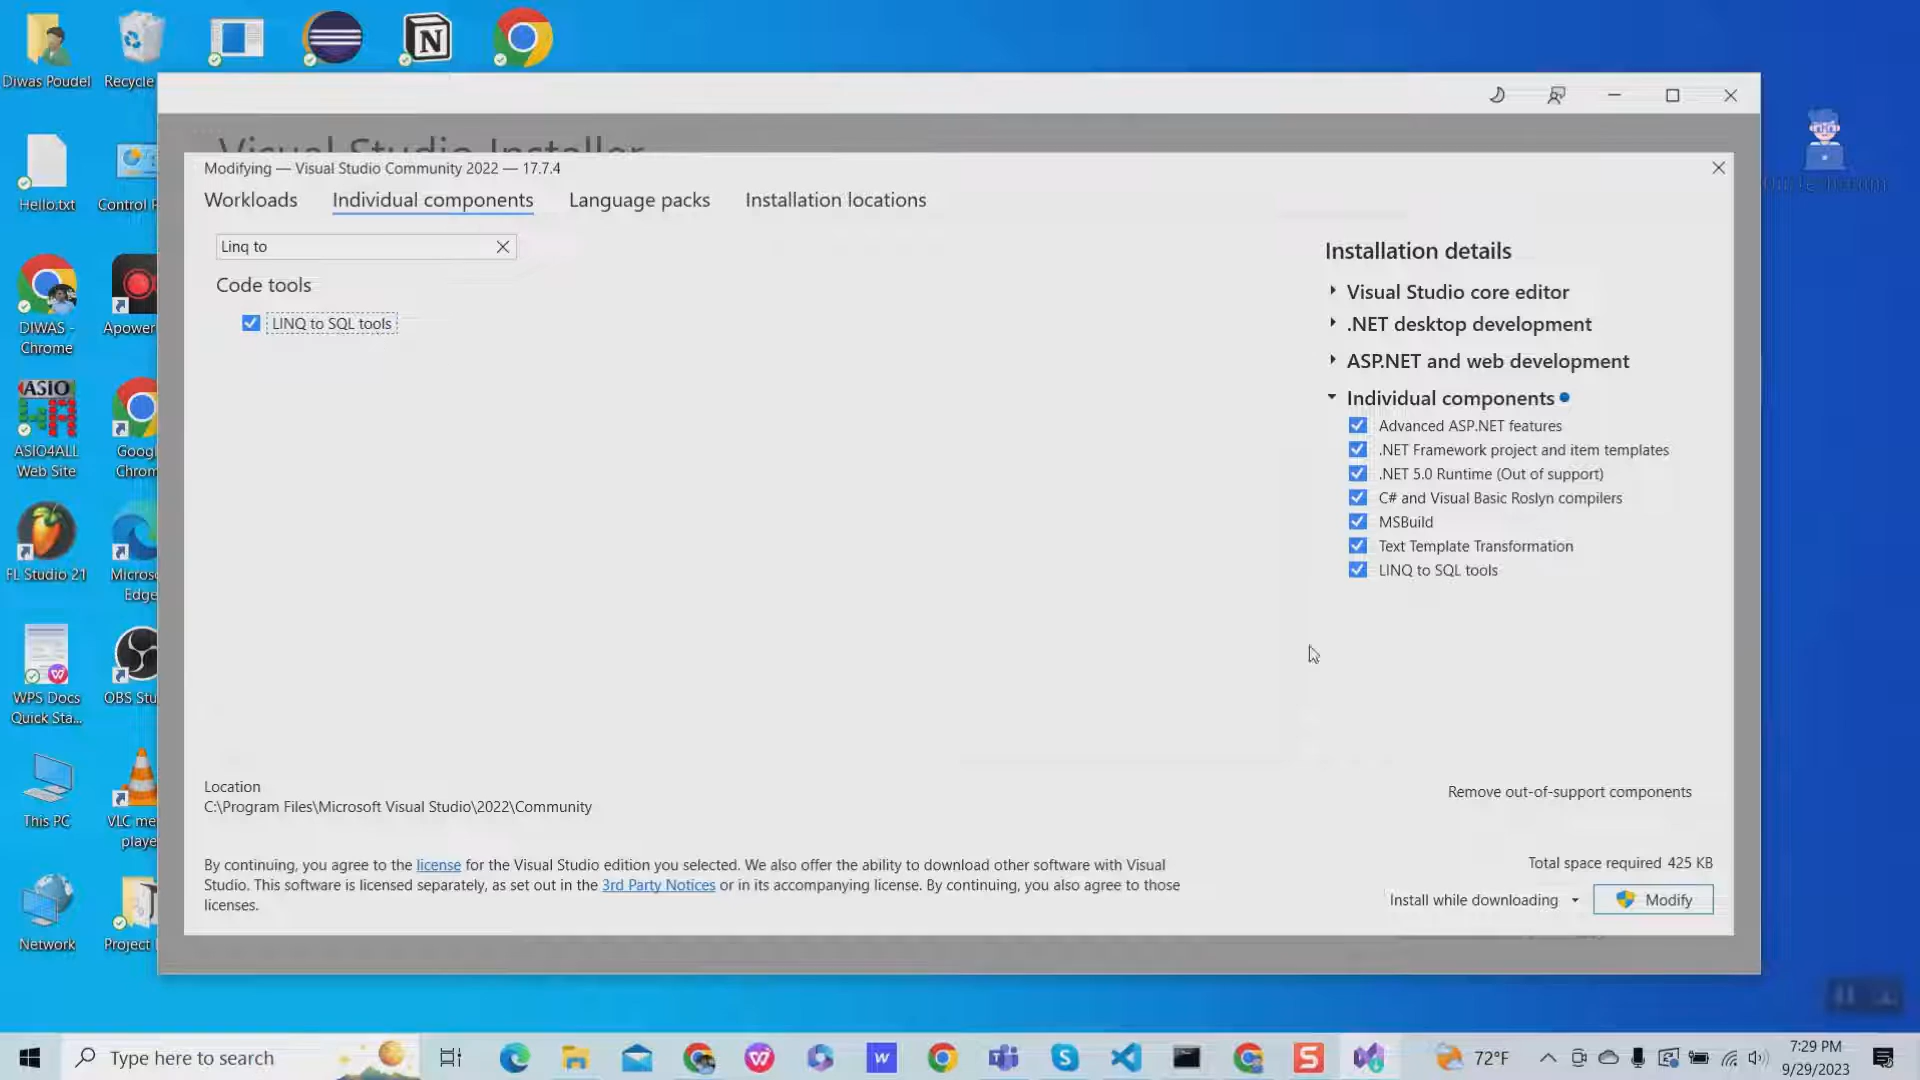 Diwas Poudel
Recycle
Hello.txt
Control P
DIWAS -
Chrome
Apower
ASIO
ASIO4ALL
Web Site
Googl
Chrom
FL Studio 21
Micros
Edge
WPS Docs
Quick Sta...
OBS Stu
This PC
VLC me
player
Network
Project
Visual Studio Installer
Modifying — Visual Studio Community 2022 — 17.7.4
Workloads
Individual components
Language packs
Installation locations
Linq to
Code tools
LINQ to SQL tools
Installation details
Visual Studio core editor
.NET desktop development
ASP.NET and web development
Individual components
Advanced ASP.NET features
.NET Framework project and item templates
.NET 5.0 Runtime (Out of support)
C# and Visual Basic Roslyn compilers
MSBuild
Text Template Transformation
LINQ to SQL tools
Location
C:\Program Files\Microsoft Visual Studio\2022\Community
Remove out-of-support components
By continuing, you agree to the license for the Visual Studio edition you selected. We also offer the ability to download other software with Visual
Studio. This software is licensed separately, as set out in the 3rd Party Notices or in its accompanying license. By continuing, you also agree to those
licenses.
Total space required 425 KB
Install while downloading
Modify
Type here to search
72°F
7:29 PM
9/29/2023